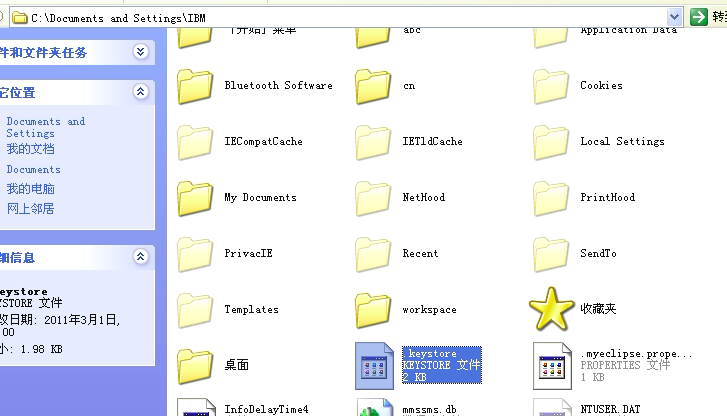 C:\Documents and Settings\IBM
转到
件和文件夹任务
「开始」菜单
abc
Application Data
Bluetooth Software
cn
Cookies
它位置
Documents and
Settings
我的文档
Documents
我的电脑
网上邻居
IECompatCache
IETldCache
Local Settings
My Documents
NetHood
PrintHood
PrivacIE
Recent
SendTo
细信息
keystore
YSTORE 文件
改日期: 2011年3月1日,
00
小: 1.98 KB
Templates
workspace
收藏夹
桌面
.keystore
KEYSTORE 文件
2 KB
.myeclipse.prope...
PROPERTIES 文件
1 KB
InfoDelayTime4
mmssms.db
NTUSER.DAT